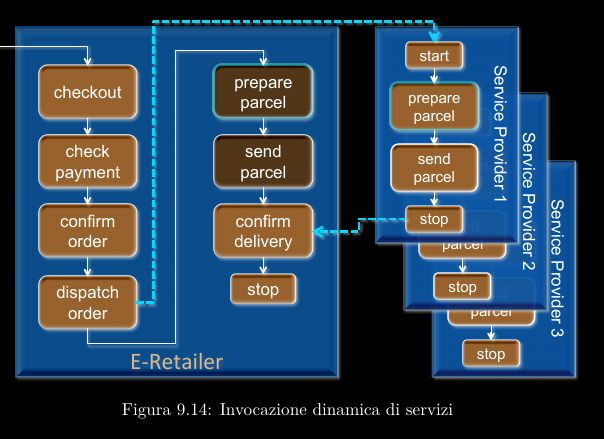 checkout
check
payment
confirm
order
dispatch
order
prepare
parcel
send
parcel
confirm
delivery
stop
E-Retailer
start
prepare
parcel
send
parcel
stop
Service Provider 1
parcel
stop
Service Provider 2
parcel
stop
Service Provider 3
Figura 9.14: Invocazione dinamica di servizi